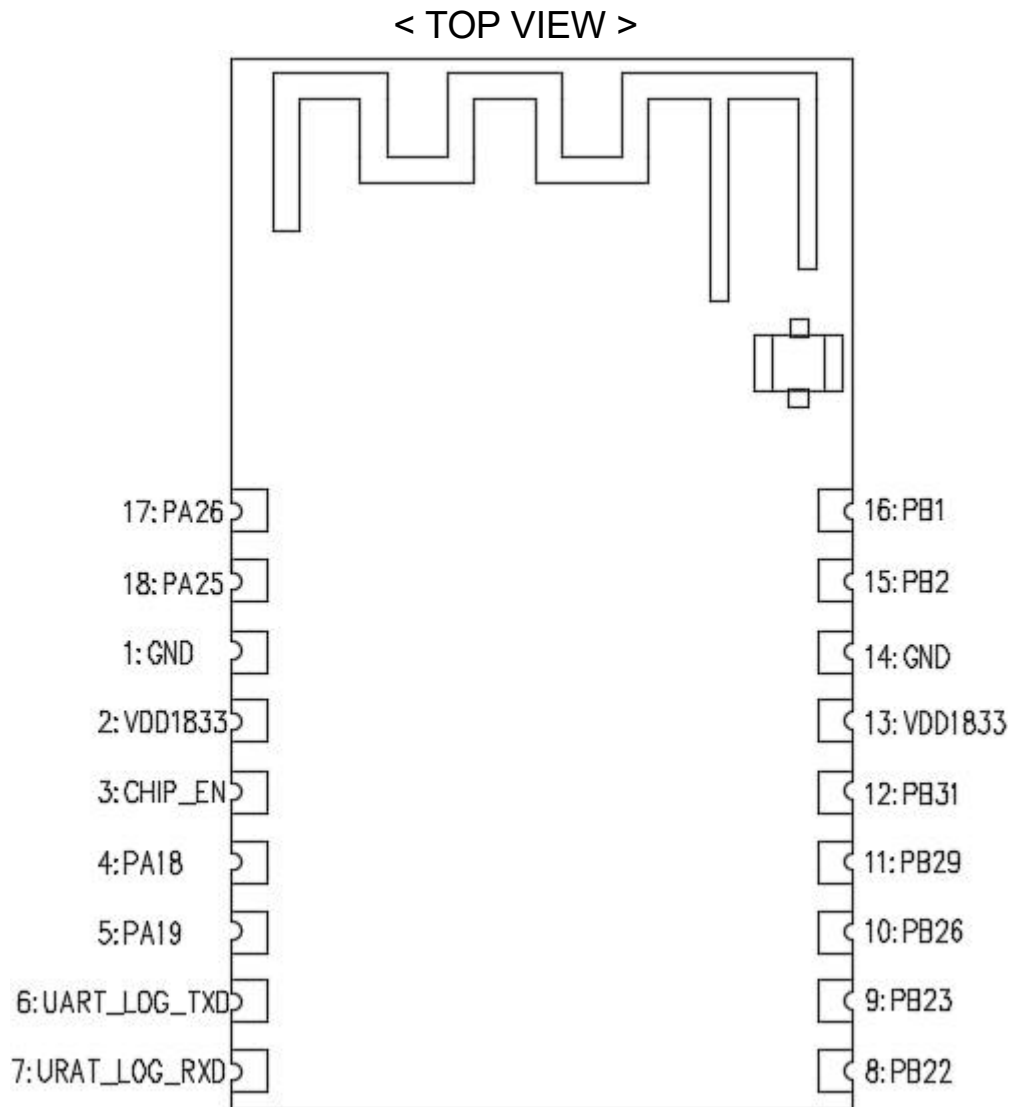 < TOP VIEW >
17:PA26
16:PB1
18:PA25
15:PB2
1:GND
14:GND
2:VDD1833
13:VDD1833
3:CHIP_EN
12:PB31
4:PA18
11:PB29
5:PA19
10:PB26
6:UART_LOG_TXD
9:PB23
7:URAT_LOG_RXD
8:PB22